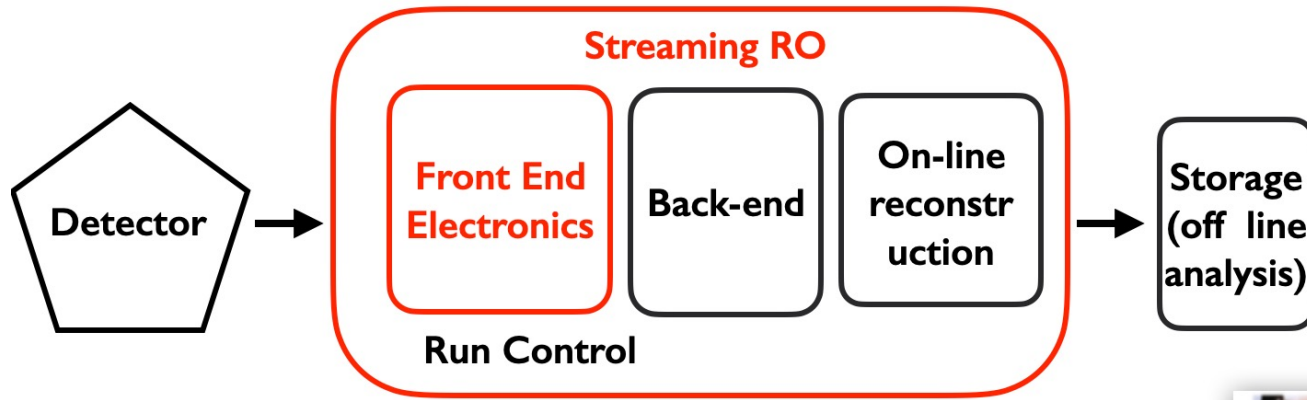 Streaming RO
Detector
Front End
Electronics
Back-end
On-line
reconstr
uction
Storage
(off line
analysis)
Run Control